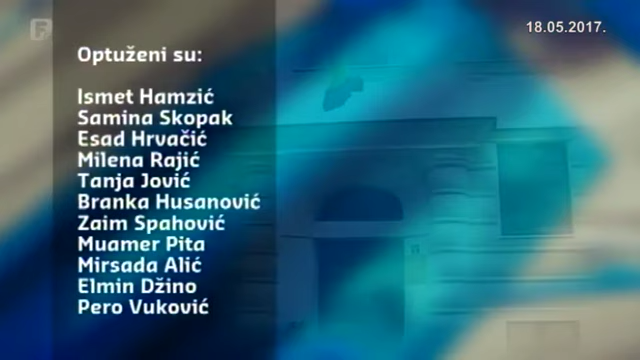 F
18.05.2017.
Optuženi su:
Ismet Hamzić
Samina Skopak
Esad Hrvačić
Milena Rajić
Tanja Jović
Branka Husanović
Zaim Spahović
Muamer Pita
Mirsada Alić
Elmin Džino
Pero Vuković